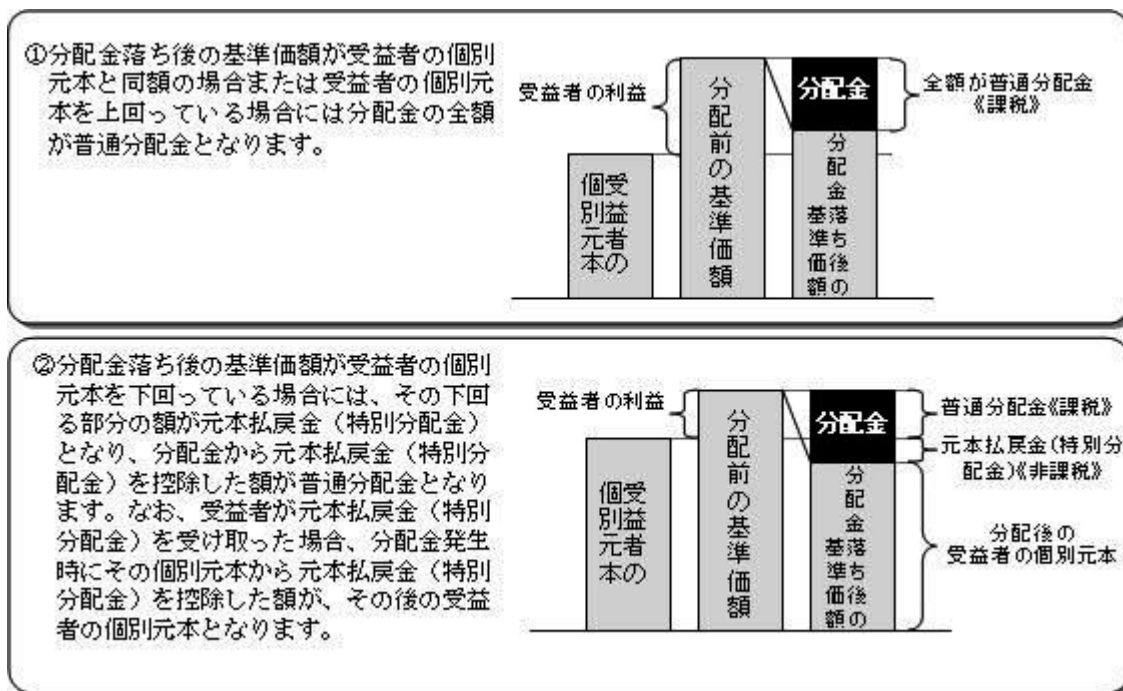 ①分配金落ち後の基準価額が受益者の個別
元本と同額の場合または受益者の個別元
本を上回っている場合には分配金の全額
が普通分配金となります。
受益者の利益
受益者の
個別元本
分配前の基準価額
分配金
分配金落ち後の
基準価額
全額が普通分配金
《課税》
②分配金落ち後の基準価額が受益者の個別
元本を下回っている場合には、その下回
る部分の額が元本払戻金（特別分配金）
となり、分配金から元本払戻金（特別分
配金）を控除した額が普通分配金となり
ます。なお、受益者が元本払戻金（特別
分配金）を受け取った場合、分配金発生
時にその個別元本から元本払戻金（特別
分配金）を控除した額が、その後の受益
者の個別元本となります。
受益者の利益
受益者の
個別元本
分配前の基準価額
分配金
分配金落ち後の
基準価額
普通分配金《課税》
元本払戻金(特別分
配金)《非課税》
分配後の
受益者の個別元本